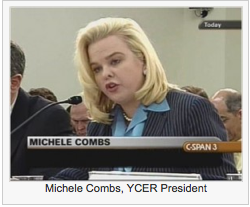 Today
MICHELE COMBS
C-SPAN 3
Michele Combs, YCER President